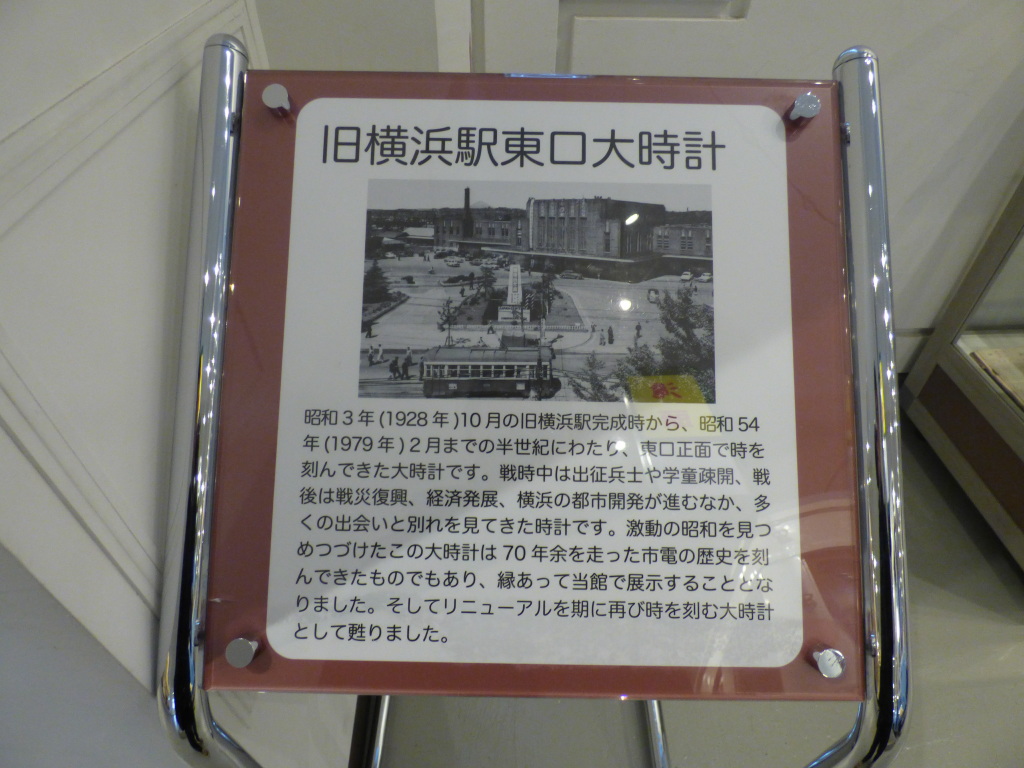 旧横浜駅東口大時計
昭和3年(1928年)10月の旧横浜駅完成時から、昭和54
年(1979年)2月までの半世紀にわたり、東口正面で時を
刻んできた大時計です。戦時中は出征兵士や学童疎開、戦
後は戦災復興、経済発展、横浜の都市開発が進むなか、多
くの出会いと別れを見てきた時計です。激動の昭和を見つ
めつづけたこの大時計は70年余を走った市電の歴史を刻
んできたものでもあり、縁あって当館で展示することとな
りました。そしてリニューアルを期に再び時を刻む大時計
として甦りました。